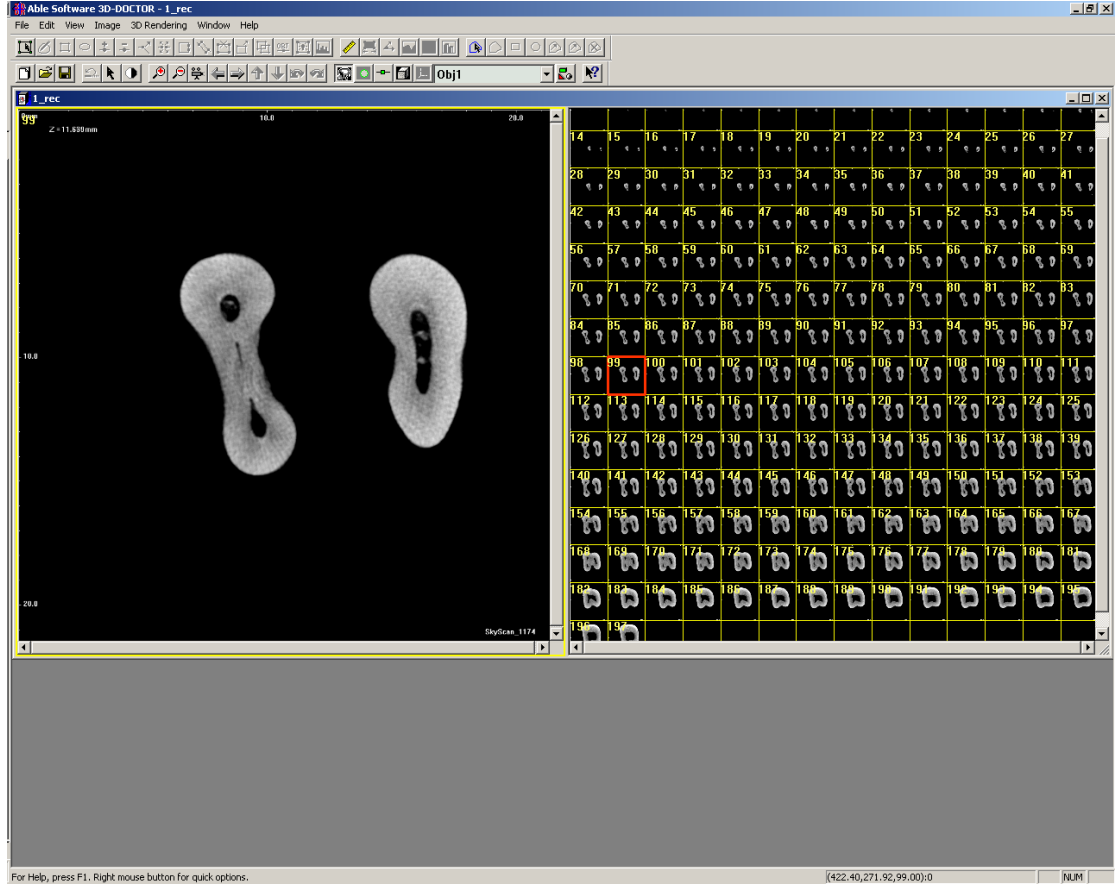 Able Software 3D-DOCTOR - 1_rec
File Edit View Image 3D Rendering Window Help
Obj1
1_rec
99
10.0 20.0
Z = 11.639mm
10.0
20.0
SkyScan_1174
14 15 16 17 18 19 20 21 22 23 24 25 26 27
28 29 30 31 32 33 34 35 36 37 38 39 40 41
42 43 44 45 46 47 48 49 50 51 52 53 54 55
56 57 58 59 60 61 62 63 64 65 66 67 68 69
70 71 72 73 74 75 76 77 78 79 80 81 82 83
84 85 86 87 88 89 90 91 92 93 94 95 96 97
98 99 100 101 102 103 104 105 106 107 108 109 110 111
112 113 114 115 116 117 118 119 120 121 122 123 124 125
126 127 128 129 130 131 132 133 134 135 136 137 138 139
140 141 142 143 144 145 146 147 148 149 150 151 152 153
154 155 156 157 158 159 160 161 162 163 164 165 166 167
168 169 170 171 172 173 174 175 176 177 178 179 180 181
182 183 184 185 186 187 188 189 190 191 192 193 194 195
196 197
For Help, press F1. Right mouse button for quick options.
(422.40,271.92,99.00):0
NUM